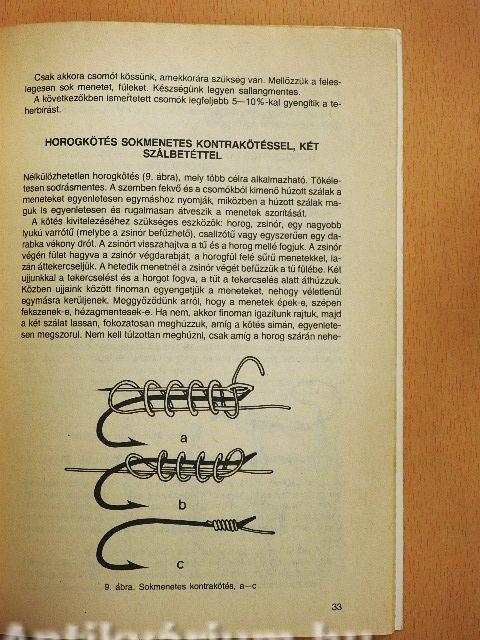 Csak akkora csomót kössünk, amekkorára szükség van. Mellőzzük a feles-
legesen sok menetet, füleket. Készségünk legyen sallangmentes.
A következőkben ismertetett csomók legfeljebb 5—10%-kal gyengítik a te-
herbírást.
HOROGKÖTÉS SOKMENETES KONTRAKÖTÉSSEL, KÉT
SZÁLBETÉTTEL
Nélkülözhetetlen horogkötés (9. ábra), mely több célra alkalmazható. Tökéle-
tesen sodrásmentes. A szemben fekvő és a csomókból kimenő húzott szálak a
meneteket egyenletesen egymáshoz nyomják, miközben a húzott szálak ma-
guk is egyenletesen és rugalmasan átveszik a menetek szorítását.
A kötés kivitelezéséhez szükséges eszközök: horog, zsinór, egy nagyobb
lyukú varrótű (melybe a zsinór befűzhető), csalizótű vagy egyszerűen egy da-
rabka vékony drót. A zsinórt visszahajtva a tű és a horog mellé fogjuk. A zsinór
végén fület hagyva a zsinór végdarabját, a horogfül felé sűrű menetekkel, la-
zán áttekercseljük. A hetedik menetnél a zsinór végét befűzzük a tű fülébe. Két
ujjunkkal a tekercselést és a horgot fogva, a tűt a tekercselés alatt áthúzzuk.
Közben ujjaink között finoman egyengetjük a meneteket, nehogy véletlenül
egymásra kerüljenek. Meggyőződünk arról, hogy a menetek épek-e, szépen
fekszenek-e, hézagmentesek-e. Ha nem, akkor finoman igazítunk rajtuk, majd
a két szálat lassan, fokozatosan meghúzzuk, amíg a kötés simán, egyenlete-
sen megszorul. Nem kell túlzottan meghúzni, csak amíg a horog szárán nehe-
a
b
c
9. ábra. Sokmenetes kontrakötés, a—c
33
Antikvárium.hu